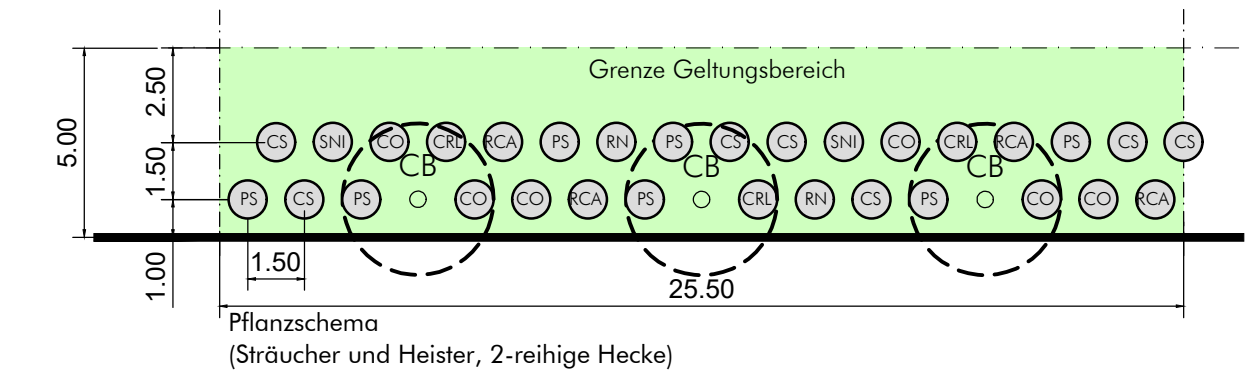 Grenze Geltungsbereich
2.50
5.00
1.50
CS SNI CO CRL RCA PS RN PS CS CS SNI CO CRL RCA PS CS CS
CB CB CB
PS CS PS CO CO RCA PS CRL RN CS PS CO CO RCA
1.00
1.50
25.50
Pflanzschema
(Sträucher und Heister, 2-reihige Hecke)